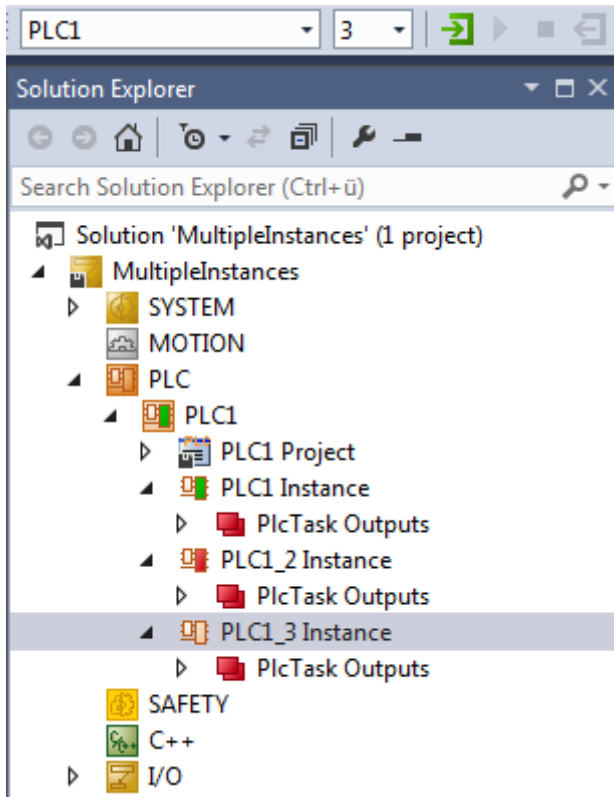 PLC1 3
Solution Explorer
Search Solution Explorer (Ctrl+ü)
Solution 'MultipleInstances' (1 project)
MultipleInstances
SYSTEM
MOTION
PLC
PLC1
PLC1 Project
PLC1 Instance
PlcTask Outputs
PLC1_2 Instance
PlcTask Outputs
PLC1_3 Instance
PlcTask Outputs
SAFETY
C++
I/O